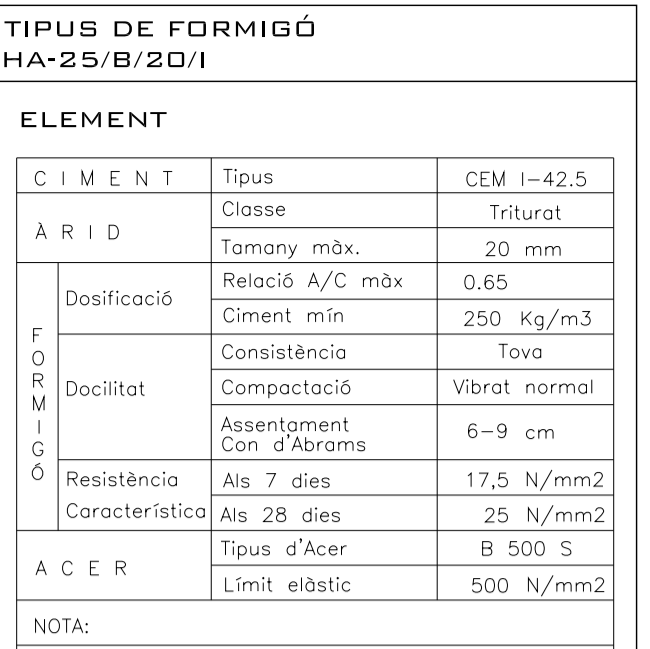 TIPUS DE FORMIGÓ
HA-25/B/20/I
ELEMENT
CIMENT Tipus CEM I-42.5
ÀRID Classe Triturat
Tamany màx. 20 mm
FORMIGÓ Dosificació Relació A/C màx 0.65
Ciment mín 250 Kg/m3
Docilitat Consistència Tova
Compactació Vibrat normal
Assentament
Con d'Abrams 6-9 cm
Resistència Característica Als 7 dies 17,5 N/mm2
Als 28 dies 25 N/mm2
ACER Tipus d'Acer B 500 S
Límit elàstic 500 N/mm2
NOTA: